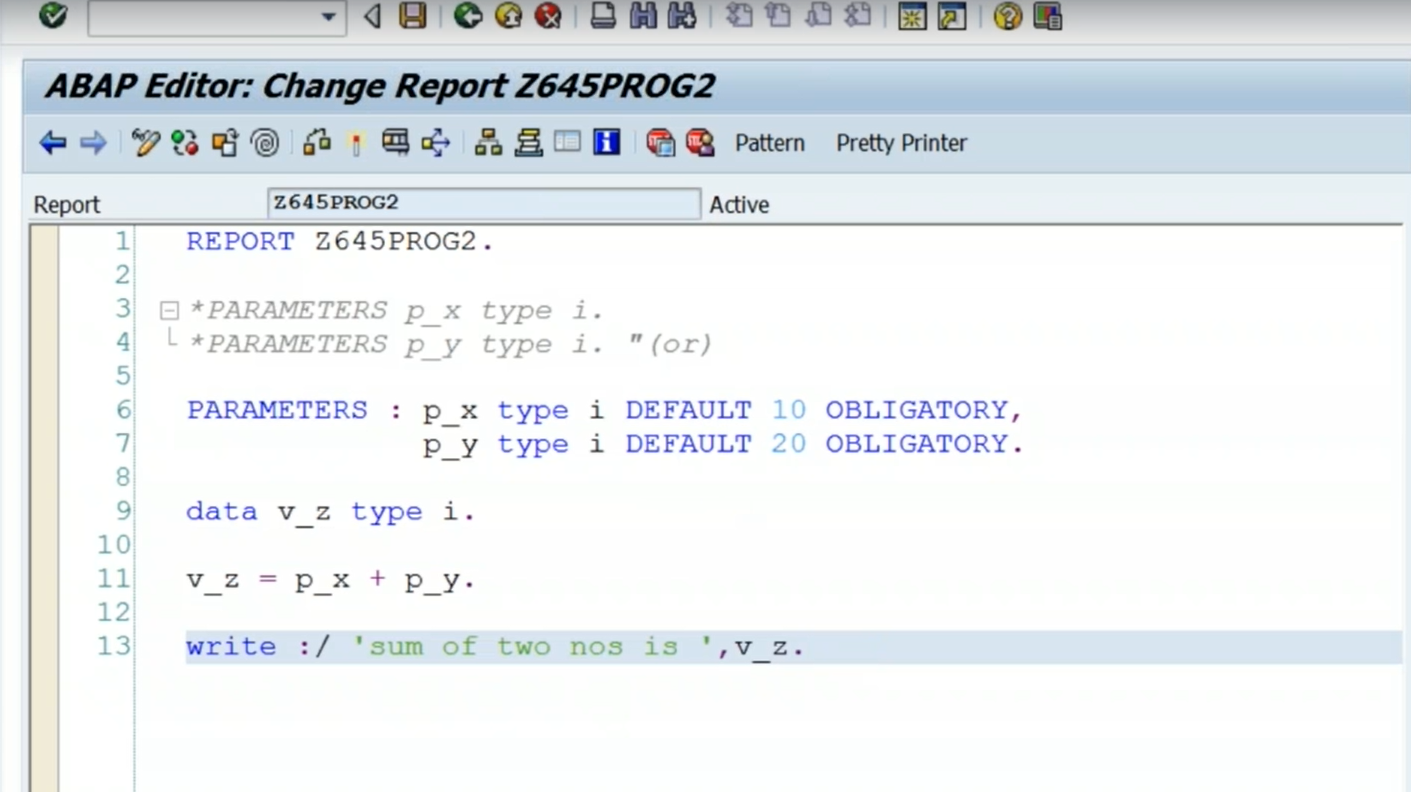 ABAP Editor: Change Report Z645PROG2
Pattern Pretty Printer
Report Z645PROG2 Active
1 REPORT Z645PROG2.
2
3 *PARAMETERS p_x type i.
4 *PARAMETERS p_y type i. "(or)
5
6 PARAMETERS : p_x type i DEFAULT 10 OBLIGATORY,
7 p_y type i DEFAULT 20 OBLIGATORY.
8
9 data v_z type i.
10
11 v_z = p_x + p_y.
12
13 write :/ 'sum of two nos is ',v_z.